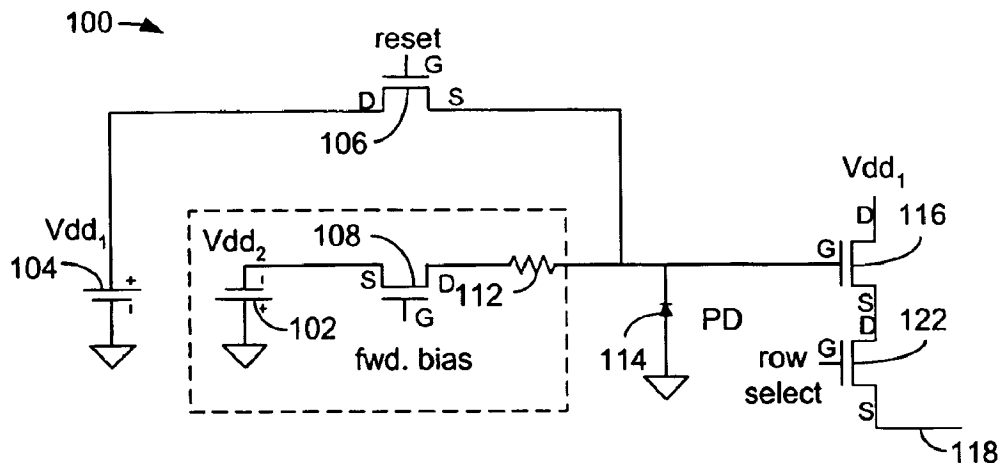 100
reset
G
D
S
106
Vdd1
104
+
-
Vdd2
-
+
102
108
S
D
G
112
fwd. bias
114
PD
Vdd1
D
G
116
S
D
G
122
row
select
S
118